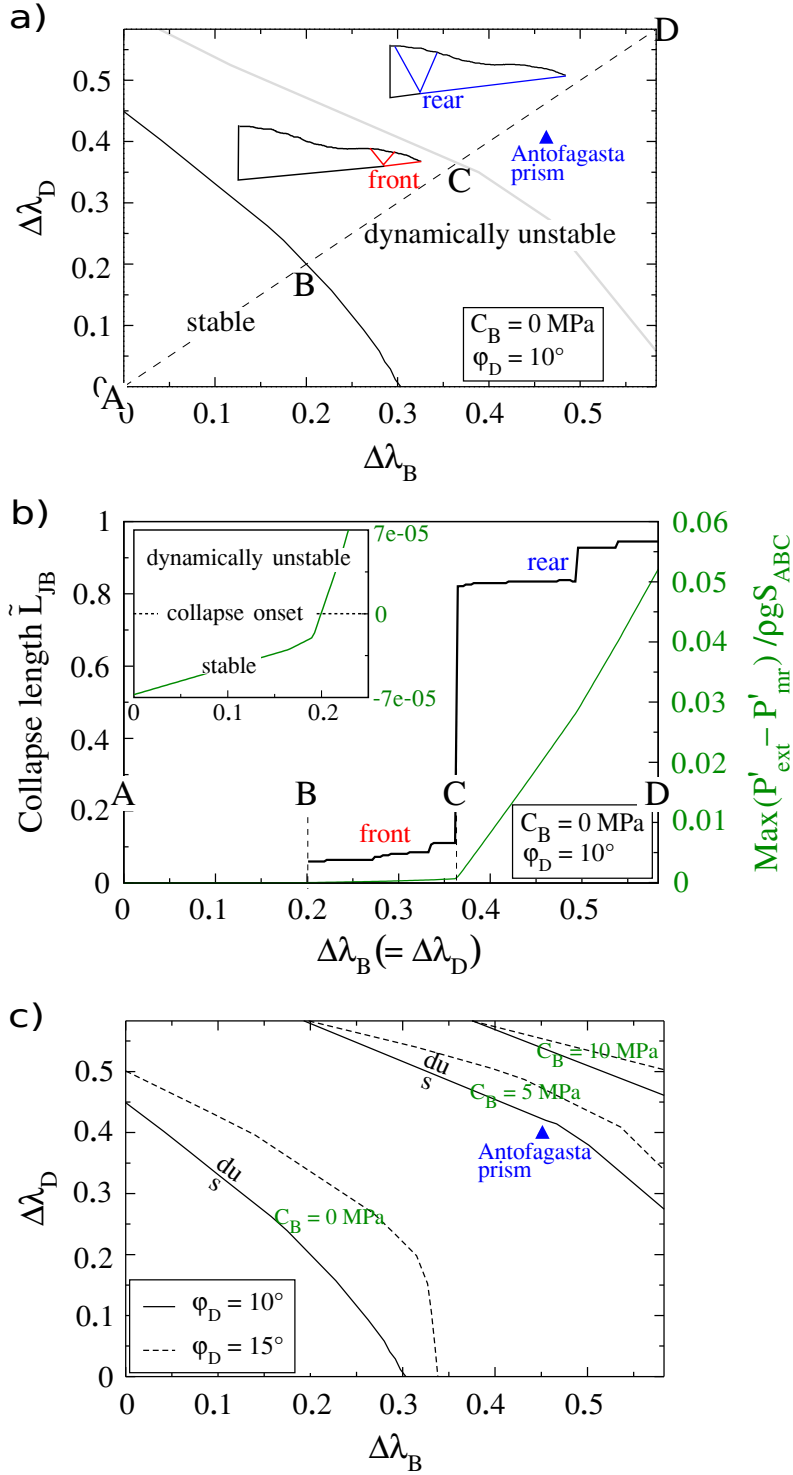 a)
D
0.5
rear
0.4
Antofagasta
prism
front
C
0.3
ΔλD
dynamically unstable
0.2
B
stable
0.1
CB = 0 MPa
φD = 10°
0
A
0.1
0.2
0.3
0.4
0.5
ΔλB
b)
1
7e-05
0.06
dynamically unstable
rear
0.8
0.05
collapse onset
0
0.04
0.6
stable
-7e-05
0
0.1
0.2
0.03
0.4
Collapse length L̃JB
Max(P'ext − P'mr) /ρgSABC
0.02
A
B
C
D
0.2
0.01
front
CB = 0 MPa
φD = 10°
0
0
0
0.1
0.2
0.3
0.4
0.5
ΔλB (= ΔλD)
c)
CB = 10 MPa
du
s
0.5
CB = 5 MPa
0.4
Antofagasta
prism
du
s
0.3
ΔλD
CB = 0 MPa
0.2
0.1
φD = 10°
φD = 15°
0
0
0.1
0.2
0.3
0.4
0.5
ΔλB